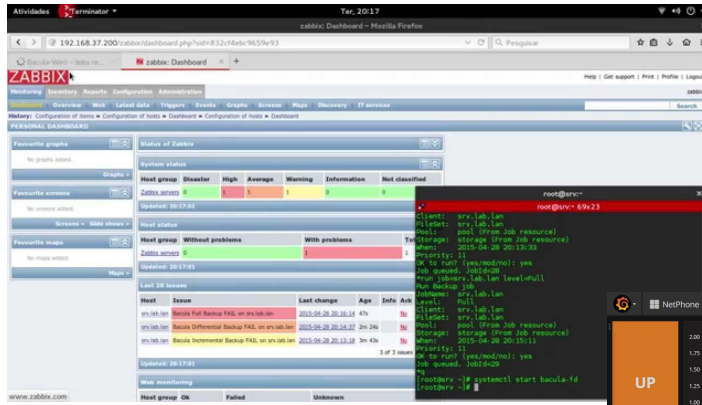 Atividades Terminator Ter, 20:17
zabbix: Dashboard - Mozilla Firefox
192.168.37.200/zabbix/dashboard.php?sid=832cf4ebc9659e93 Pesquisar
Bacula-Web - Jobs re... zabbix: Dashboard
ZABBIX Help | Get support | Print | Profile | Logout
Monitoring Inventory Reports Configuration Administration
Dashboard Overview Web Latest data Triggers Events Graphs Screens Maps Discovery IT services Search
History: Configuration of items » Configuration of hosts » Dashboard » Configuration of hosts » Dashboard
PERSONAL DASHBOARD
Favourite graphs
No graphs added.
Graphs »
Favourite screens
No screens added.
Screens » Slide shows »
Favourite maps
No maps added.
Maps »
Status of Zabbix
System status
Host group Disaster High Average Warning Information Not classified
Zabbix servers 0 1 1 1 0 0
Updated: 20:17:01
Host status
Host group Without problems With problems
Zabbix servers 0 1 1
Updated: 20:17:01
Last 20 issues
Host Issue Last change Age Info Ack
srv.lab.lan Bacula Full Backup FAIL on srv.lab.lan 2015-04-28 20:16:14 47s No
srv.lab.lan Bacula Differential Backup FAIL on srv.lab.lan 2015-04-28 20:14:37 2m 24s No
srv.lab.lan Bacula Incremental Backup FAIL on srv.lab.lan 2015-04-28 20:13:18 3m 43s No
3 of 3 issues
Updated: 20:17:01
Web monitoring
Host group Ok Failed Unknown
www.zabbix.com
root@srv:~
root@srv:~ 69x23
Client: srv.lab.lan
FileSet: srv.lab.lan
Pool: pool (From Job resource)
Storage: storage (From Job resource)
When: 2015-04-28 20:13:33
Priority: 11
OK to run? (yes/mod/no): yes
Job queued. JobId=28
*run job=srv.lab.lan level=Full
Run Backup job
JobName: srv.lab.lan
Level: Full
Client: srv.lab.lan
FileSet: srv.lab.lan
Pool: pool (From Job resource)
Storage: storage (From Job resource)
When: 2015-04-28 20:15:11
Priority: 11
OK to run? (yes/mod/no): yes
Job queued. JobId=29
*q
[root@srv ~]# systemctl start bacula-fd
[root@srv ~]#
NetPhone
UP
2.00
1.75
1.50
1.25
1.00